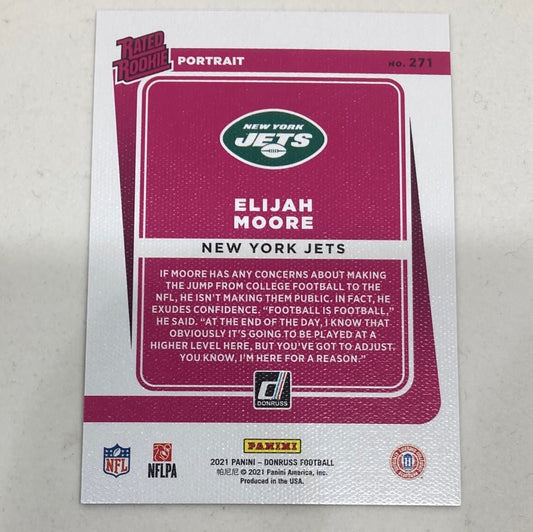 RATED ROOKIE PORTRAIT
NO. 271
NEW YORK
JETS
ELIJAH
MOORE
NEW YORK JETS
IF MOORE HAS ANY CONCERNS ABOUT MAKING
THE JUMP FROM COLLEGE FOOTBALL TO THE
NFL, HE ISN'T MAKING THEM PUBLIC. IN FACT, HE
EXUDES CONFIDENCE. "FOOTBALL IS FOOTBALL,"
HE SAID. "AT THE END OF THE DAY, I KNOW THAT
OBVIOUSLY IT'S GOING TO BE PLAYED AT A
HIGHER LEVEL HERE, BUT YOU'VE GOT TO ADJUST.
YOU KNOW, I'M HERE FOR A REASON."
DONRUSS
NFL
NFLPA
PANINI
2021 PANINI – DONRUSS FOOTBALL
帕尼尼 © 2021 Panini America, Inc.
Produced in the USA.